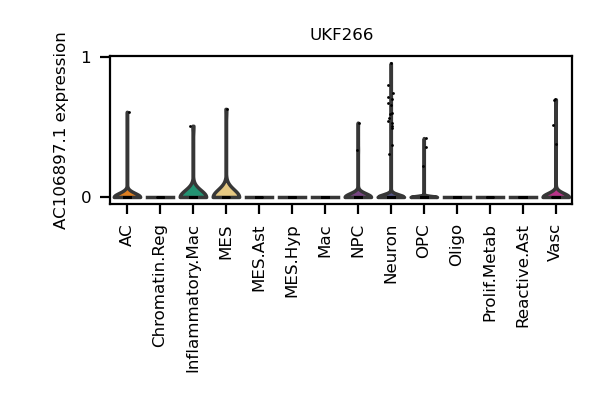 UKF266
AC106897.1 expression
1
0
AC
Chromatin.Reg
Inflammatory.Mac
MES
MES.Ast
MES.Hyp
Mac
NPC
Neuron
OPC
Oligo
Prolif.Metab
Reactive.Ast
Vasc